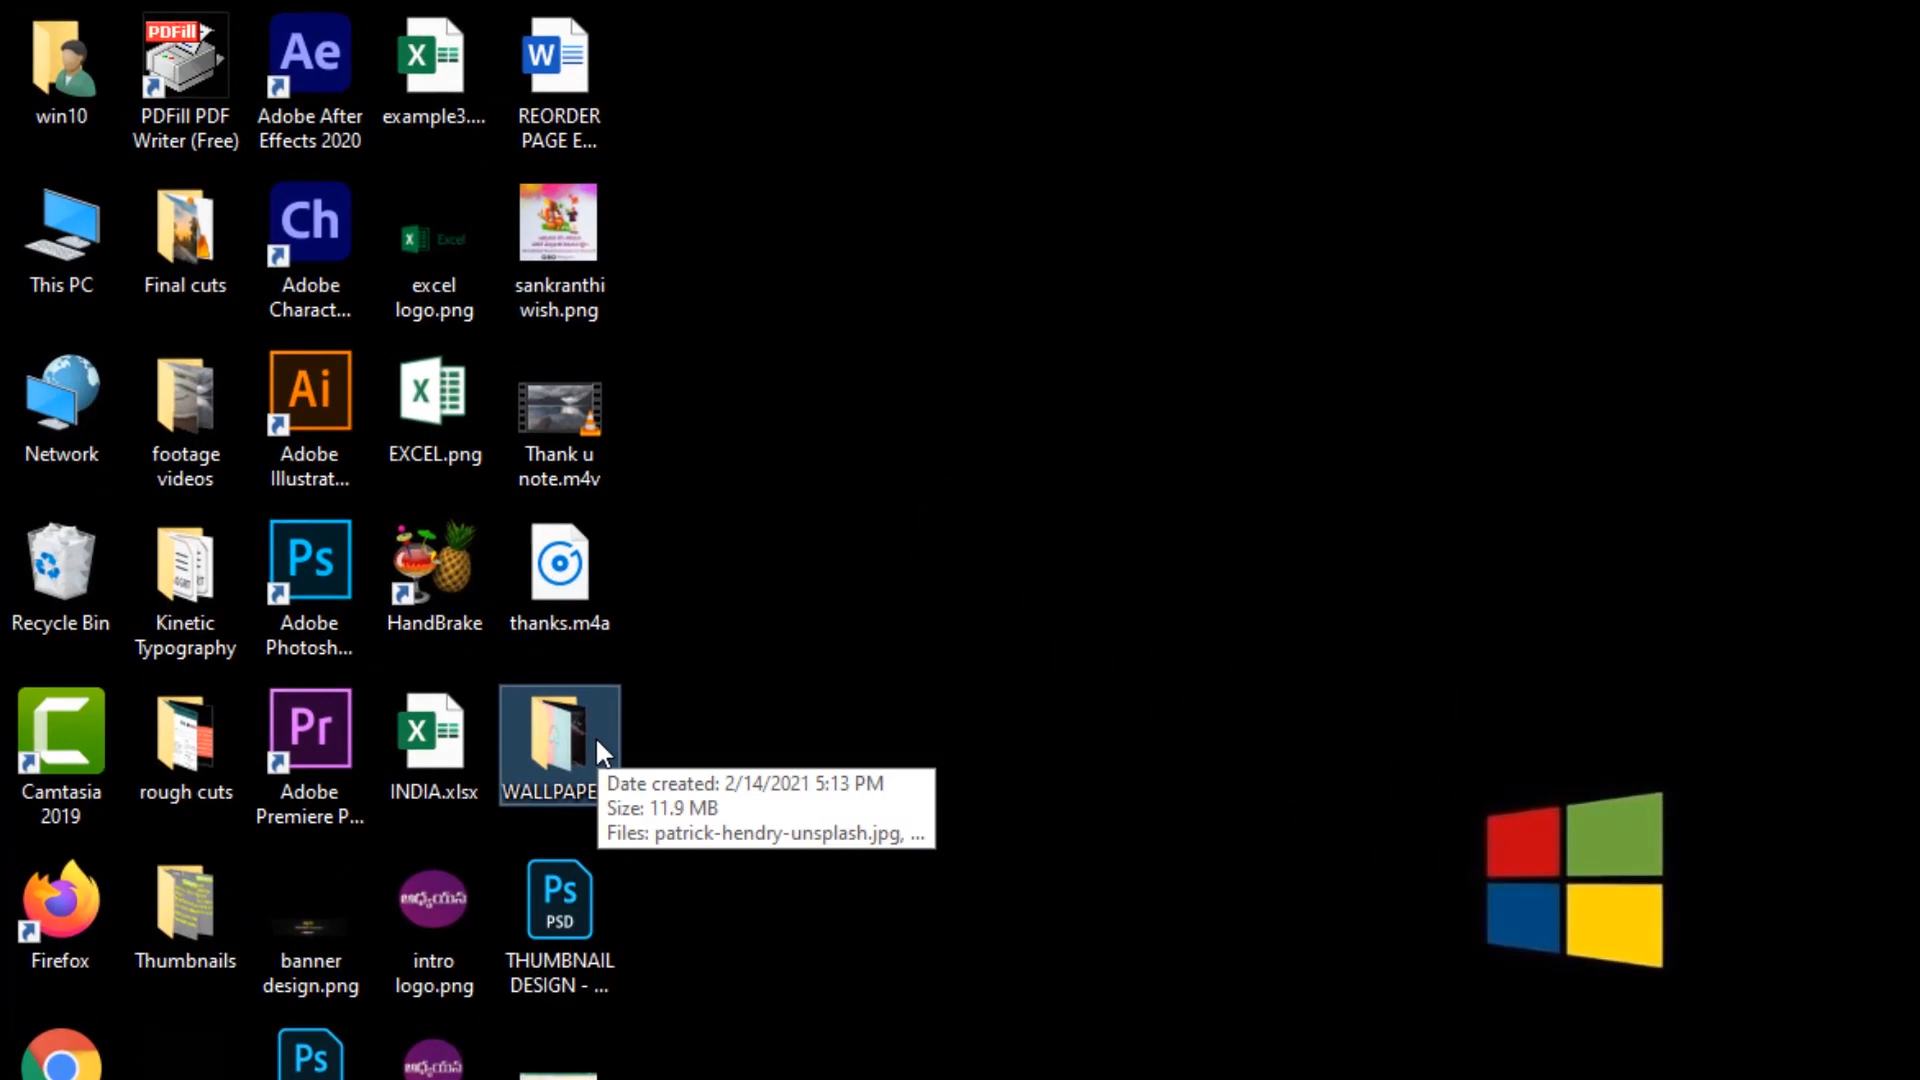 PDFill
Ae
X
W
win10
PDFill PDF
Writer (Free)
Adobe After
Effects 2020
example3....
REORDER
PAGE E...
Ch
X Excel
This PC
Final cuts
Adobe
Charact...
excel
logo.png
sankranthi
wish.png
Ai
X
Network
footage
videos
Adobe
Illustrat...
EXCEL.png
Thank u
note.m4v
Ps
Recycle Bin
Kinetic
Typography
Adobe
Photosh...
HandBrake
thanks.m4a
Pr
X
Camtasia
2019
rough cuts
Adobe
Premiere P...
INDIA.xlsx
WALLPAPE
Date created: 2/14/2021 5:13 PM
Size: 11.9 MB
Files: patrick-hendry-unsplash.jpg, ...
Ps
PSD
Firefox
Thumbnails
banner
design.png
intro
logo.png
THUMBNAIL
DESIGN - ...
Ps